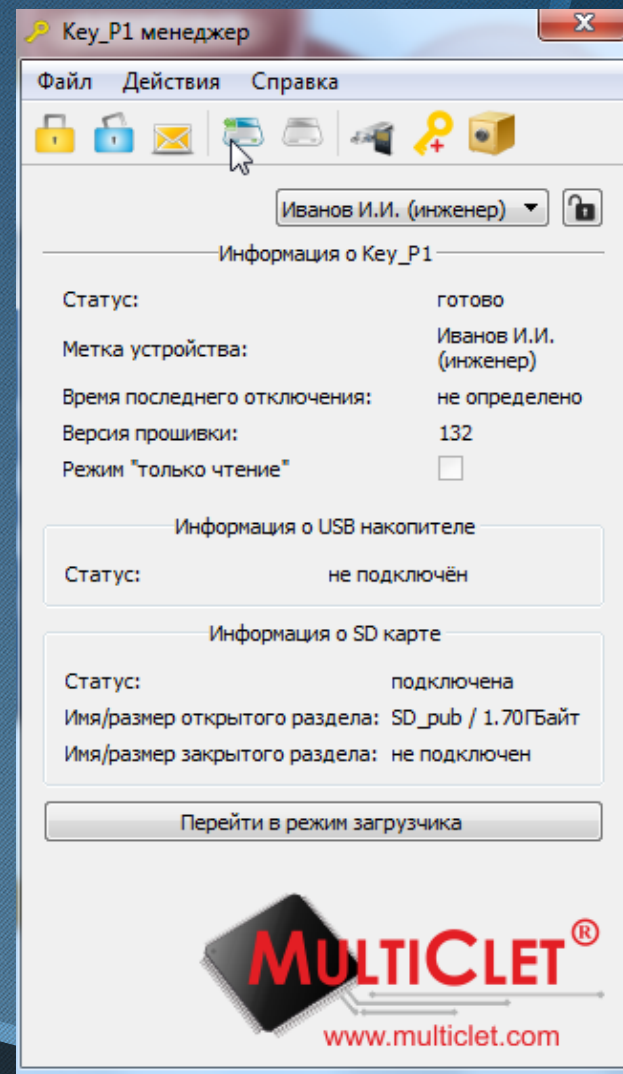 Key_P1 менеджер
Файл Действия Справка
Иванов И.И. (инженер)
Информация о Key_P1
Статус: готово
Метка устройства: Иванов И.И.
(инженер)
Время последнего отключения: не определено
Версия прошивки: 132
Режим "только чтение"
Информация о USB накопителе
Статус: не подключён
Информация о SD карте
Статус: подключена
Имя/размер открытого раздела: SD_pub / 1.70ГБайт
Имя/размер закрытого раздела: не подключен
Перейти в режим загрузчика
MULTICLET®
www.multiclet.com